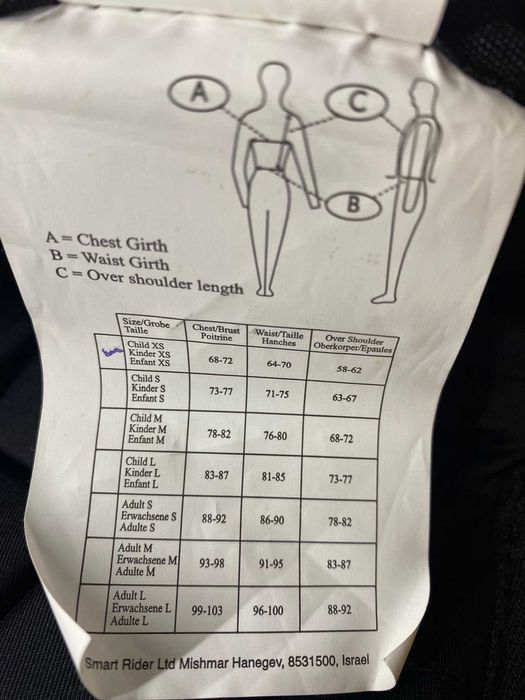 A
C
B
A = Chest Girth
B = Waist Girth
C = Over shoulder length
Size/Grobe Taille Chest/Brust Poitrine Waist/Taille Hanches Over Shoulder Oberkorper/Epaules
Child XS
Kinder XS 68-72 64-70 58-62
Enfant XS
Child S
Kinder S 73-77 71-75 63-67
Enfant S
Child M
Kinder M 78-82 76-80 68-72
Enfant M
Child L
Kinder L 83-87 81-85 73-77
Enfant L
Adult S
Erwachsene S 88-92 86-90 78-82
Adulte S
Adult M
Erwachsene M 93-98 91-95 83-87
Adulte M
Adult L
Erwachsene L 99-103 96-100 88-92
Adulte L
Smart Rider Ltd Mishmar Hanegev, 8531500, Israel